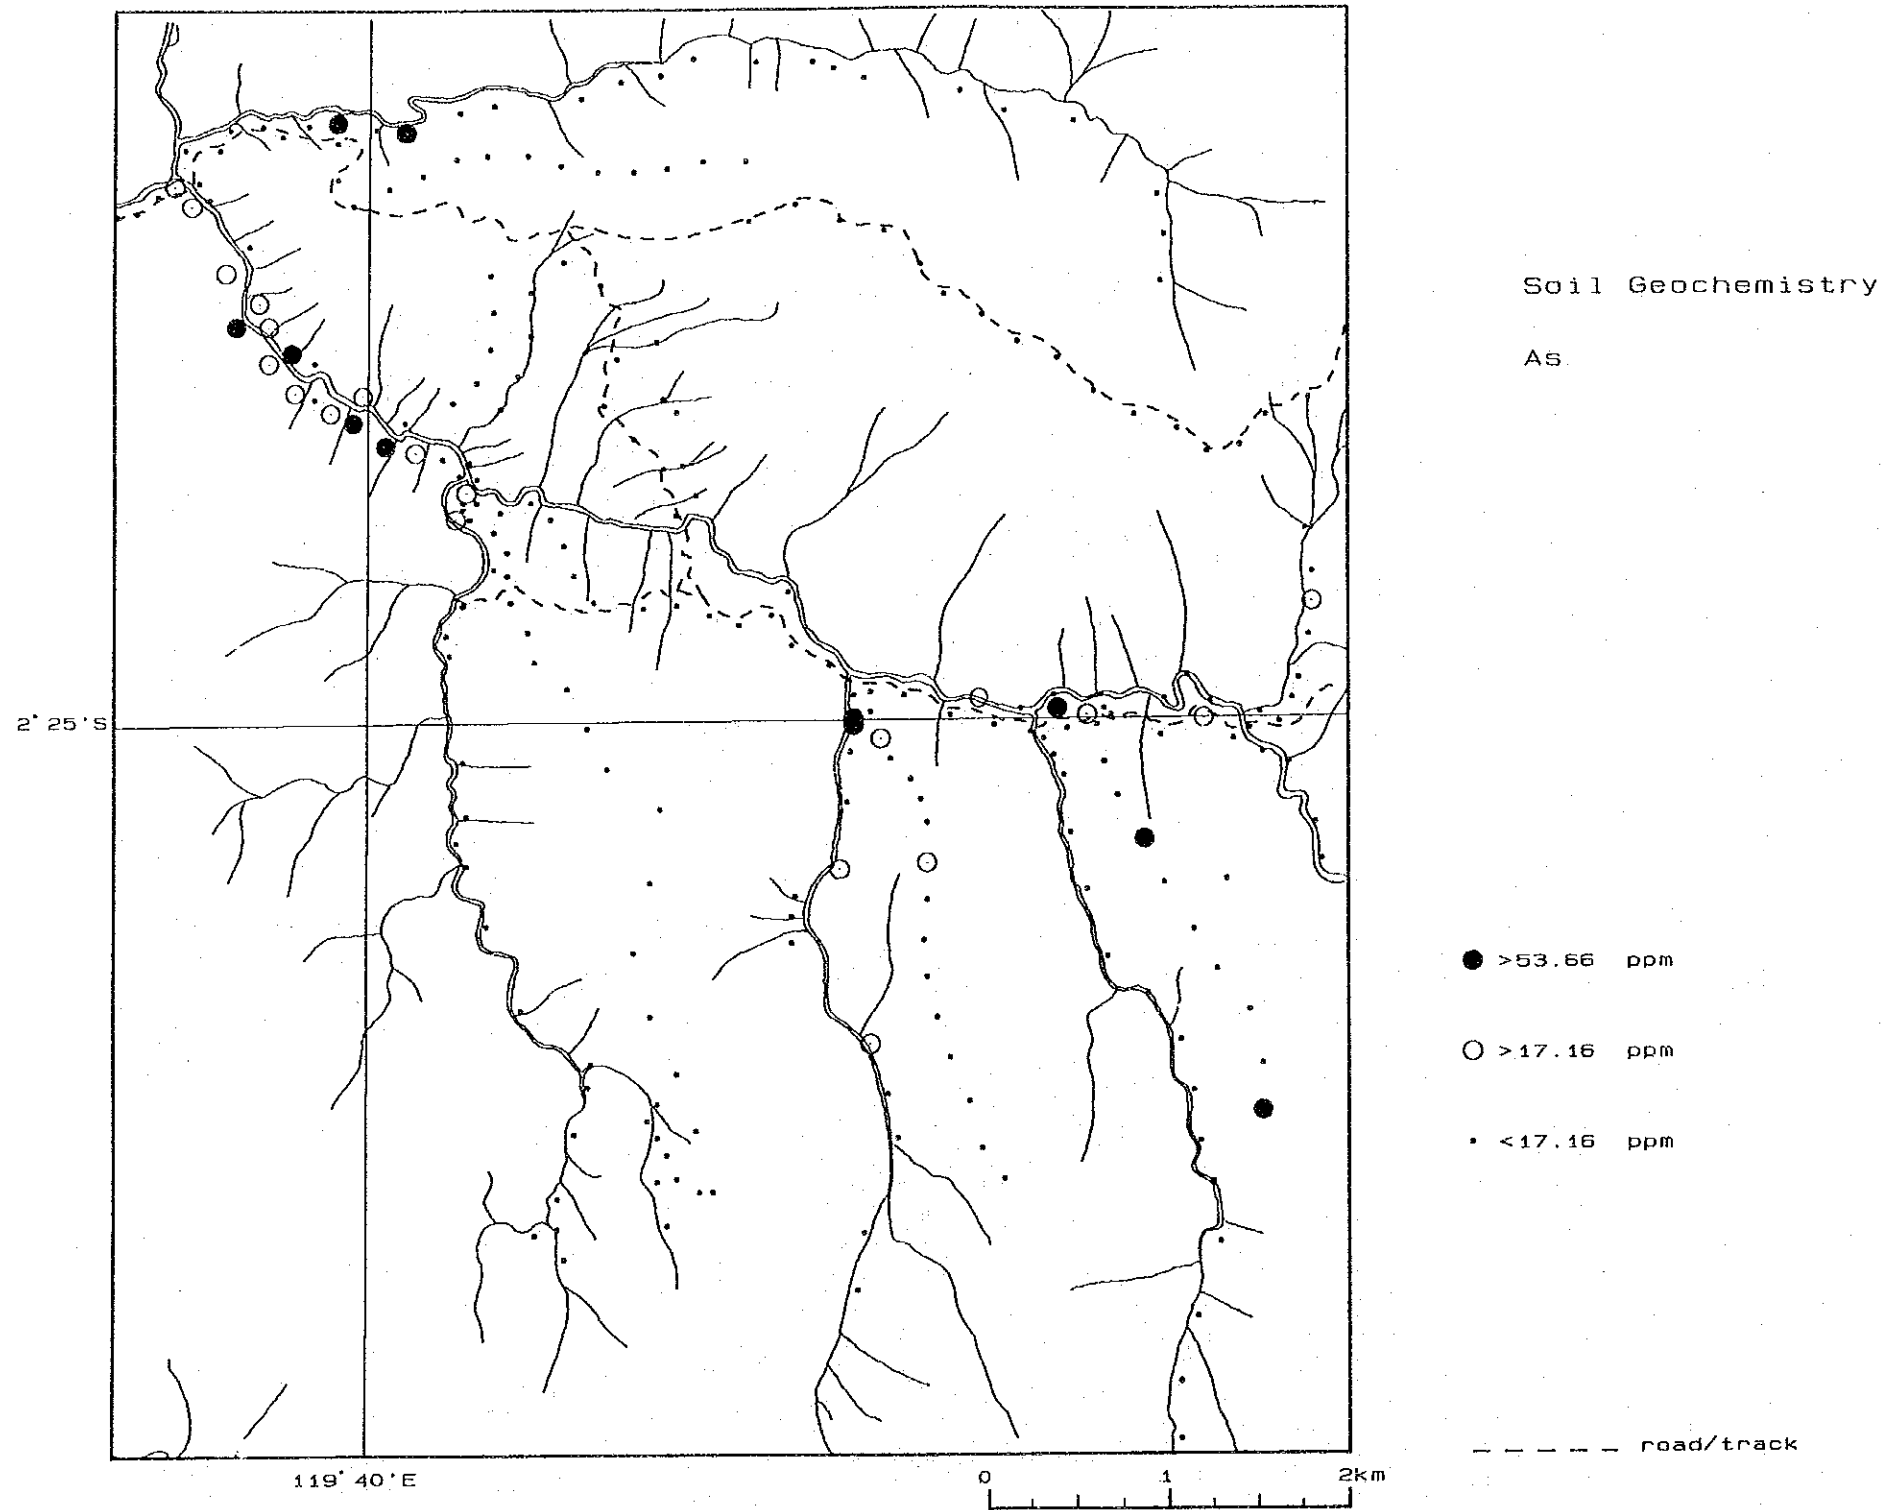 Soil Geochemistry
As
2°25'S
>53.66 ppm
>17.16 ppm
<17.16 ppm
road/track
119°40'E
0 1 2km